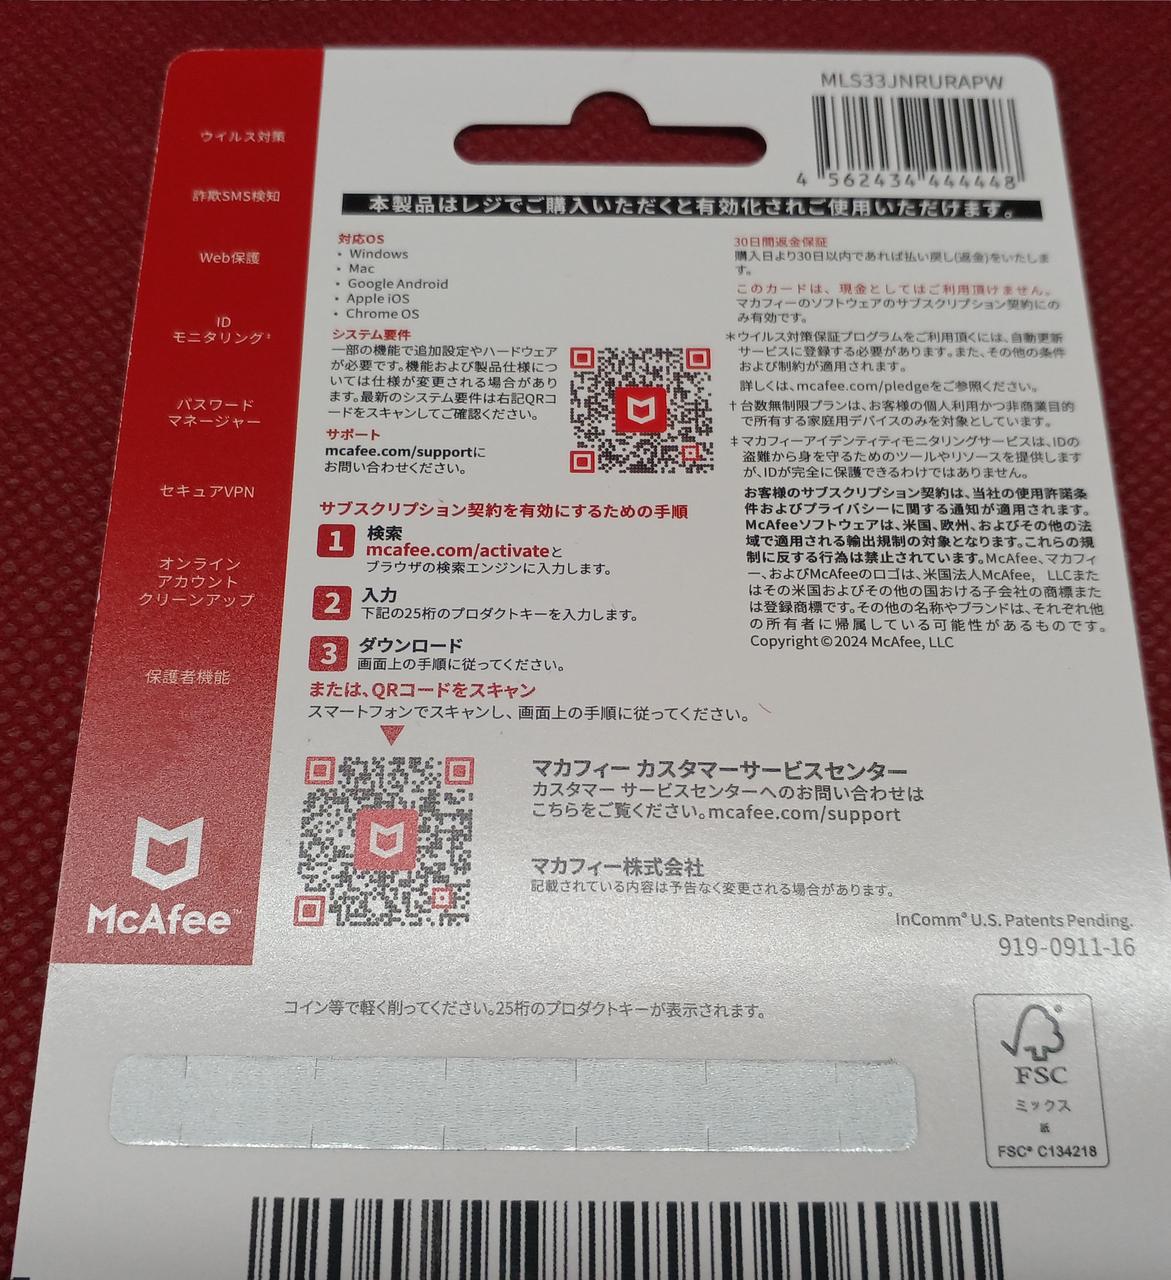 ウイルス対策
詐欺SMS検知
Web保護
ID
モニタリング‡
パスワード
マネージャー
セキュアVPN
オンライン
アカウント
クリーンアップ
保護者機能
McAfee™
MLS33JNRURAPW
4 562434 444448
本製品はレジでご購入いただくと有効化されご使用いただけます。
対応OS
・ Windows
・ Mac
・ Google Android
・ Apple iOS
・ Chrome OS
システム要件
一部の機能で追加設定やハードウェア
が必要です。機能および製品仕様につ
いては仕様が変更される場合があり
ます。最新のシステム要件は右記QRコ
ードをスキャンしてご確認ください。
サポート
mcafee.com/supportに
お問い合わせください。
サブスクリプション契約を有効にするための手順
1 検索
mcafee.com/activateと
ブラウザの検索エンジンに入力します。
2 入力
下記の25桁のプロダクトキーを入力します。
3 ダウンロード
画面上の手順に従ってください。
または、QRコードをスキャン
スマートフォンでスキャンし、画面上の手順に従ってください。
30日間返金保証
購入日より30日以内であれば払い戻し(返金)をいたしま
す。
このカードは、現金としてはご利用頂けません。
マカフィーのソフトウェアのサブスクリプション契約にの
み有効です。
＊ウイルス対策保証プログラムをご利用頂くには、自動更新
サービスに登録する必要があります。また、その他の条件
および制約が適用されます。
詳しくは、mcafee.com/pledgeをご参照ください。
†台数無制限プランは、お客様の個人利用かつ非商業目的
で所有する家庭用デバイスのみを対象としています。
‡マカフィーアイデンティティモニタリングサービスは、IDの
盗難から身を守るためのツールやリソースを提供します
が、IDが完全に保護できるわけではありません。
お客様のサブスクリプション契約は、当社の使用許諾条
件およびプライバシーに関する通知が適用されます。
McAfeeソフトウェアは、米国、欧州、およびその他の法
域で適用される輸出規制の対象となります。これらの規
制に反する行為は禁止されています。McAfee、マカフィ
ー、およびMcAfeeのロゴは、米国法人McAfee, LLCまた
はその米国およびその他の国おける子会社の商標また
は登録商標です。その他の名称やブランドは、それぞれ他
の所有者に帰属している可能性があるものです。
Copyright ©2024 McAfee, LLC
マカフィー カスタマーサービスセンター
カスタマー サービスセンターへのお問い合わせは
こちらをご覧ください。mcafee.com/support
マカフィー株式会社
記載されている内容は予告なく変更される場合があります。
InComm® U.S. Patents Pending.
919-0911-16
コイン等で軽く削ってください。25桁のプロダクトキーが表示されます。
FSC
ミックス
紙
FSC® C134218